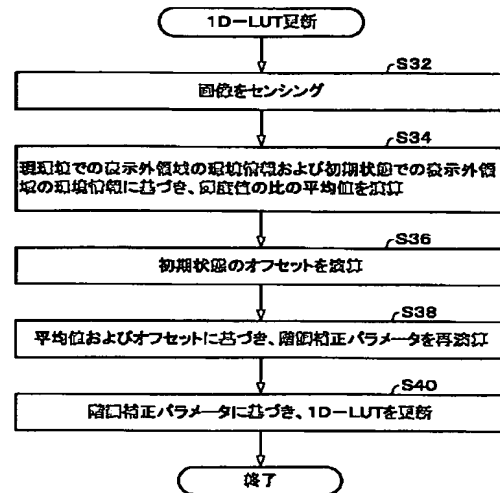 1D－LUT更新
S32
画像をセンシング
S34
現環境での表示外領域の環境情報および初期状態での表示外領
域の環境情報に基づき、輝度値の比の平均値を演算
S36
初期状態のオフセットを演算
S38
平均値およびオフセットに基づき、階調補正パラメータを再演算
S40
階調補正パラメータに基づき、1D－LUTを更新
終了